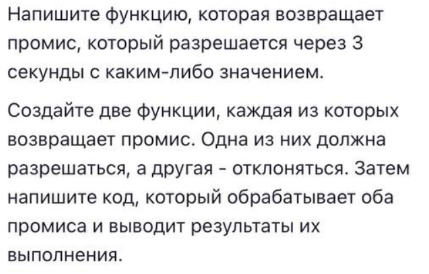 Напишите функцию, которая возвращает
промис, который разрешается через 3
секунды с каким-либо значением.
Создайте две функции, каждая из которых
возвращает промис. Одна из них должна
разрешаться, а другая - отклоняться. Затем
напишите код, который обрабатывает оба
промиса и выводит результаты их
выполнения.